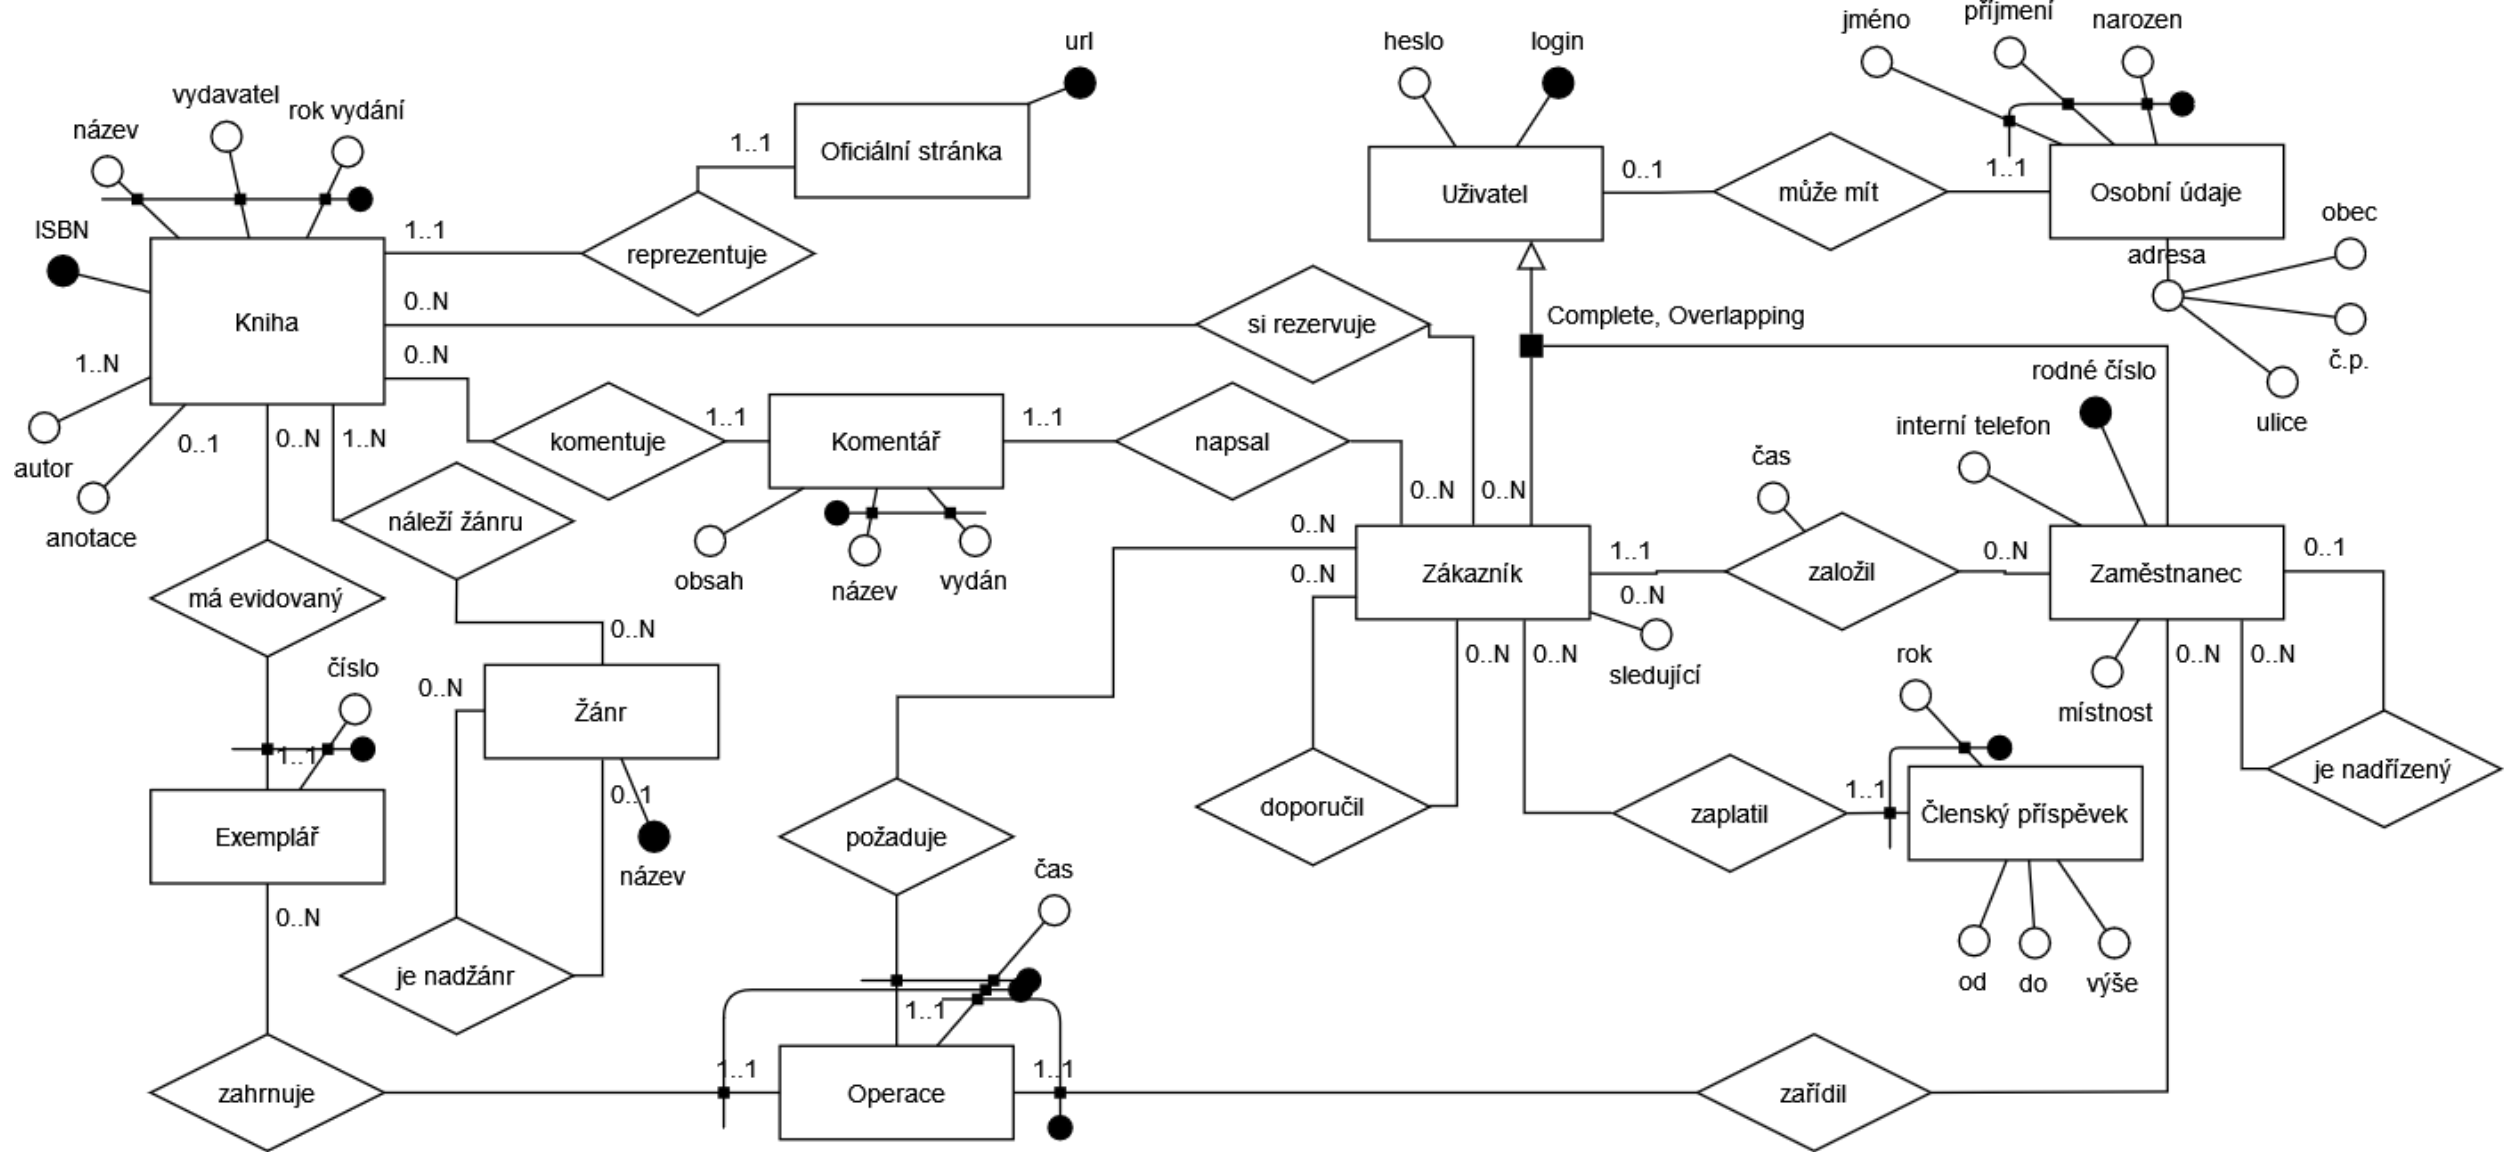 url
heslo
login
jméno
příjmení
narozen
název
vydavatel
rok vydání
1..1
Oficiální stránka
ISBN
1..1
reprezentuje
Uživatel
0..1
může mít
1..1
Osobní údaje
obec
adresa
č.p.
ulice
0..N
si rezervuje
Complete, Overlapping
Kniha
0..N
1..N
autor
0..1
anotace
0..N
1..N
komentuje
1..1
Komentář
1..1
napsal
rodné číslo
interní telefon
čas
náleží žánru
obsah
název
vydán
0..N
0..N
0..N
0..N
Zákazník
1..1
založil
0..N
Zaměstnanec
0..1
0..N
sledující
má evidovaný
0..N
číslo
0..N
Žánr
0..N
0..N
rok
místnost
0..N
0..N
1..1
0..1
název
Exemplář
požaduje
doporučil
zaplatil
1..1
Členský příspěvek
je nadřízený
0..N
je nadžánr
čas
od
do
výše
1..1
zahrnuje
1..1
Operace
1..1
zařídil